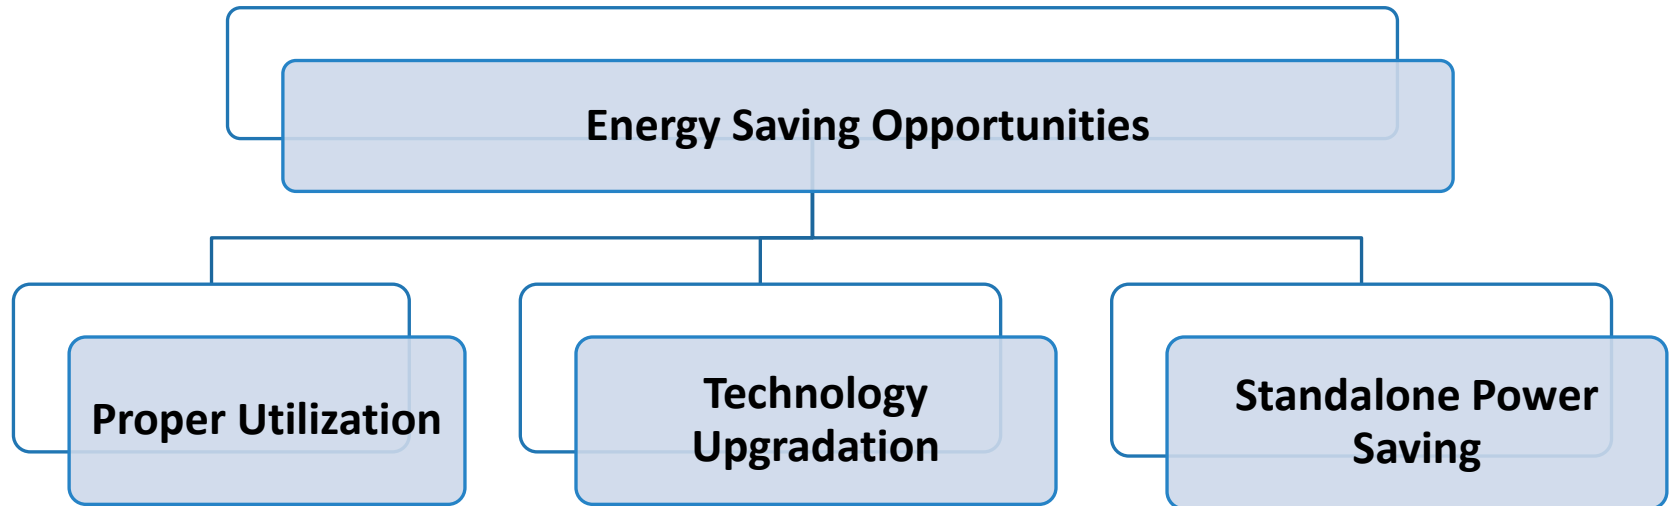 Energy Saving Opportunities
Proper Utilization
Technology
Upgradation
Standalone Power
Saving